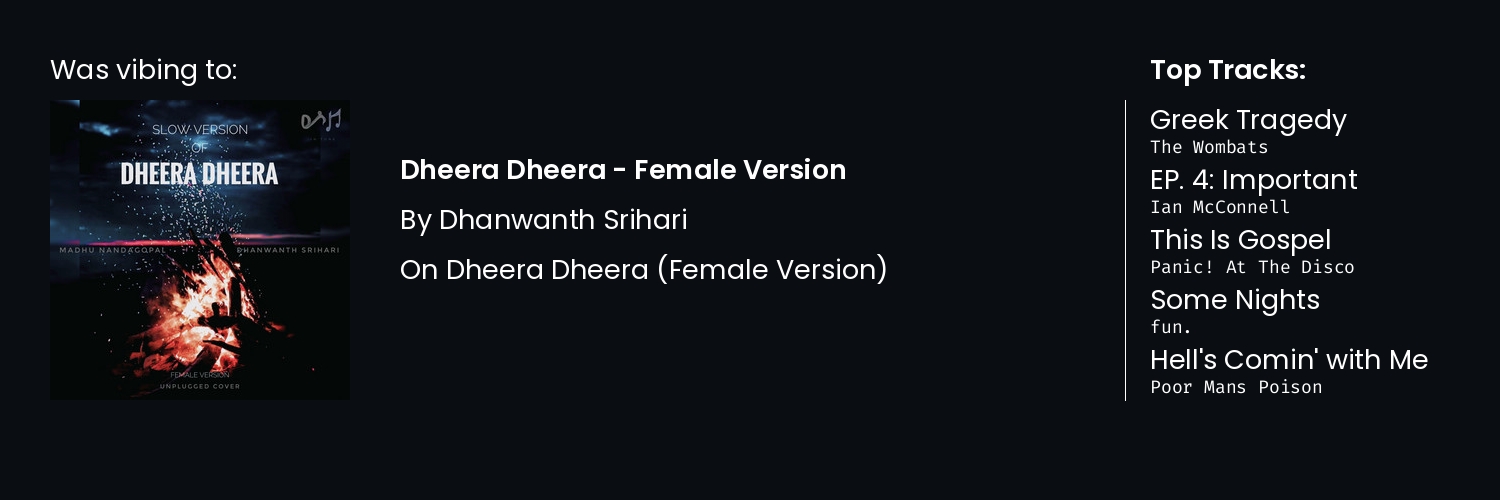 Was vibing to:
SLOW VERSION
OF
DHEERA DHEERA
MADHU NANDAGOPAL
DHANWANTH SRIHARI
FEMALE VERSION
UNPLUGGED COVER
Dheera Dheera - Female Version
By Dhanwanth Srihari
On Dheera Dheera (Female Version)
Top Tracks:
Greek Tragedy
The Wombats
EP. 4: Important
Ian McConnell
This Is Gospel
Panic! At The Disco
Some Nights
fun.
Hell's Comin' with Me
Poor Mans Poison